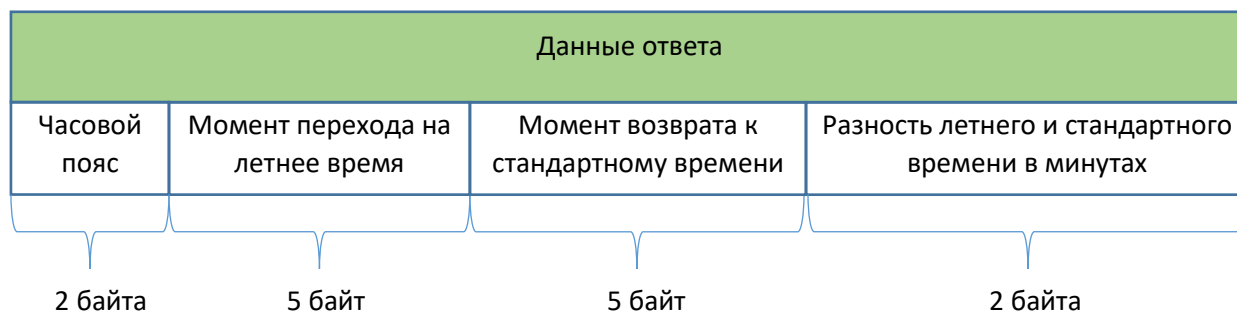 Данные ответа
Часовой
пояс
Момент перехода на
летнее время
Момент возврата к
стандартному времени
Разность летнего и стандартного
времени в минутах
2 байта
5 байт
5 байт
2 байта